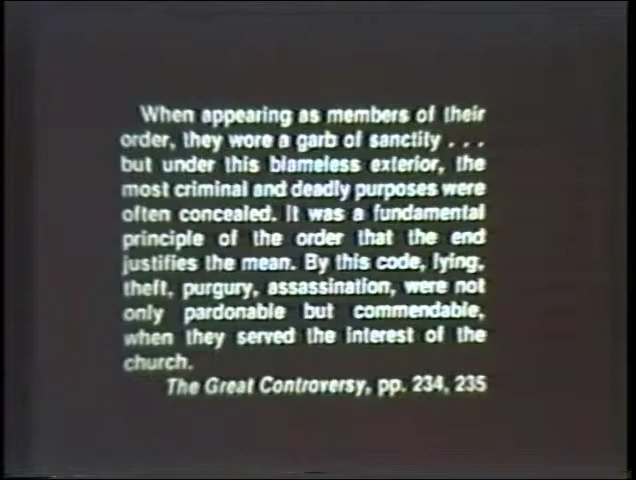 When appearing as members of their
order, they wore a garb of sanctity . . .
but under this blameless exterior, the
most criminal and deadly purposes were
often concealed. It was a fundamental
principle of the order that the end
justifies the mean. By this code, lying,
theft, purgury, assassination, were not
only pardonable but commendable,
when they served the interest of the
church.
The Great Controversy, pp. 234, 235